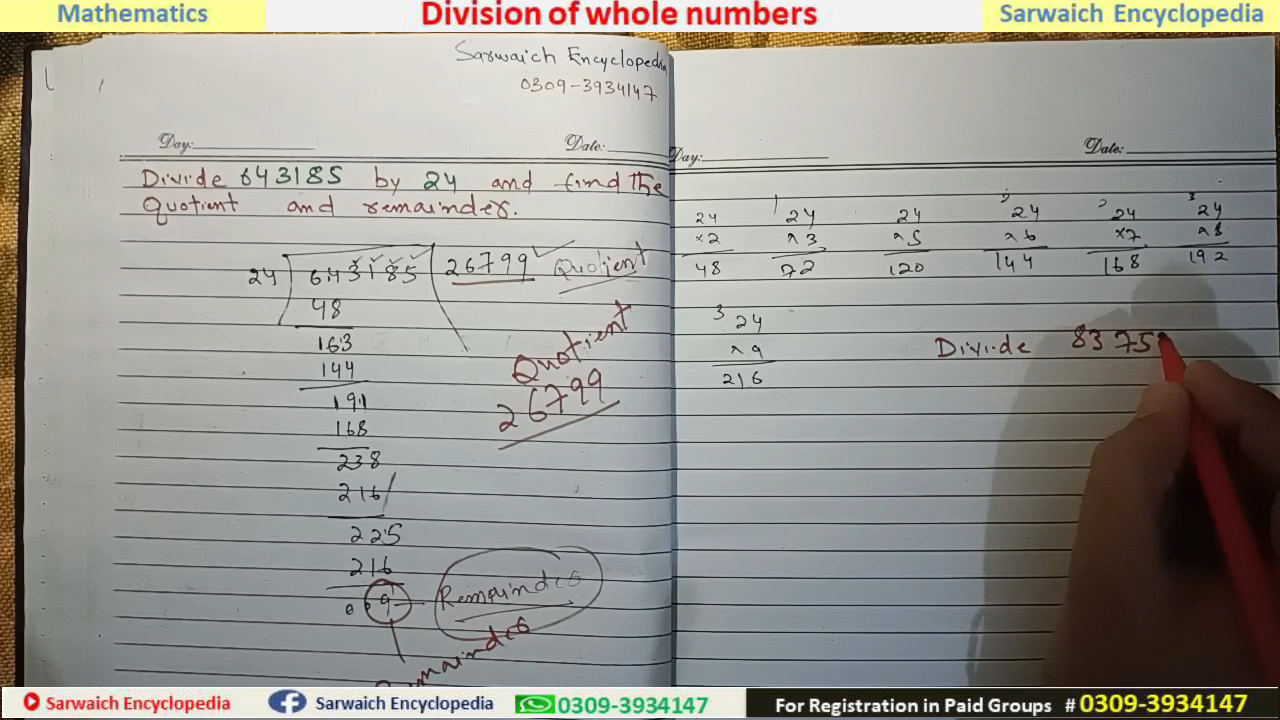 Mathematics
Division of whole numbers
Sarwaich Encyclopedia
Sarwaich Encyclopedia
0309-3934147
Day:
Date:
Divide 643185 by 24 and find the
quotient and remainder.
24 643185 26799 Quotient
48
163
144
191
168
238
216
225
216
009 Remainder
Quotient
26799
Remainder
Day:
Date:
24 24 24 24 24 24
×2 ×3 ×5 ×6 ×7 ×8
48 72 120 144 168 192
3 24
×9
216
Divide 8375
Sarwaich Encyclopedia
Sarwaich Encyclopedia
0309-3934147
For Registration in Paid Groups # 0309-3934147